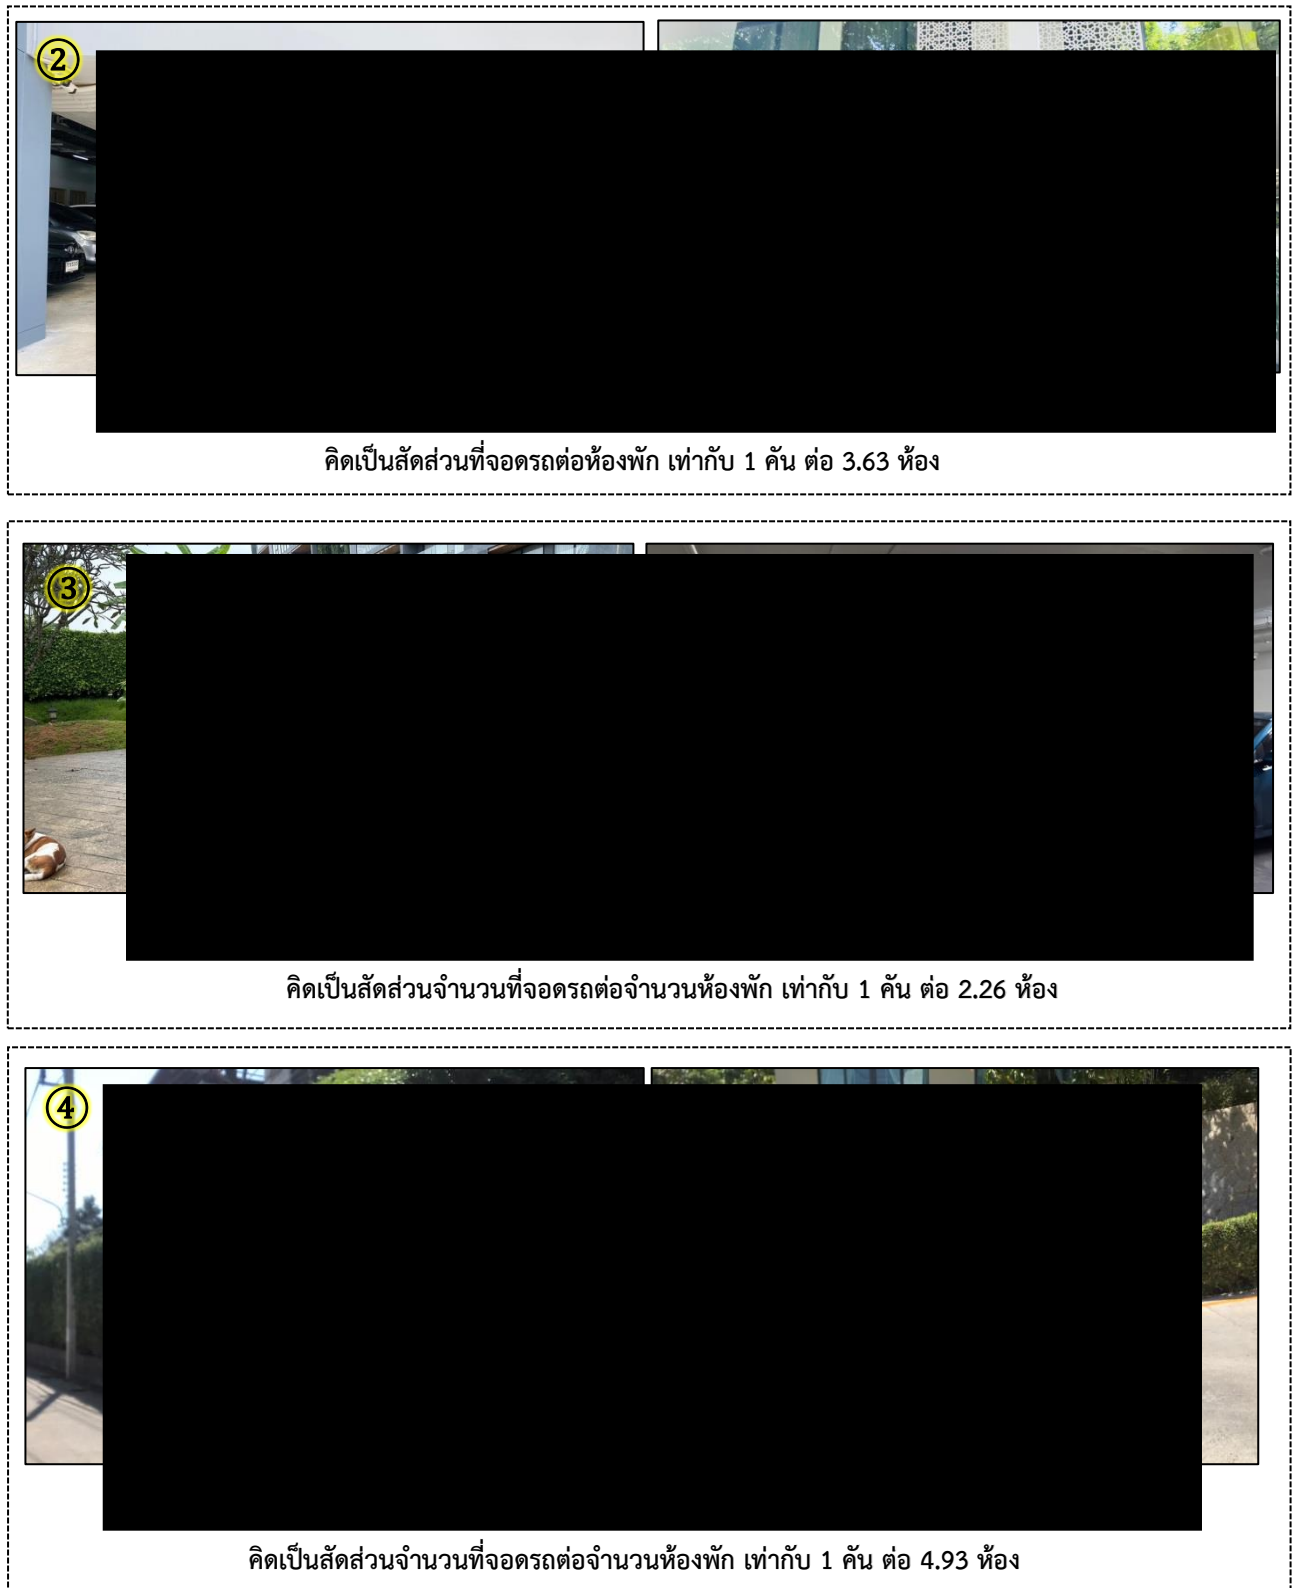 ②
คิดเป็นสัดส่วนที่จอดรถต่อห้องพัก เท่ากับ 1 คัน ต่อ 3.63 ห้อง
③
คิดเป็นสัดส่วนจำนวนที่จอดรถต่อจำนวนห้องพัก เท่ากับ 1 คัน ต่อ 2.26 ห้อง
④
คิดเป็นสัดส่วนจำนวนที่จอดรถต่อจำนวนห้องพัก เท่ากับ 1 คัน ต่อ 4.93 ห้อง